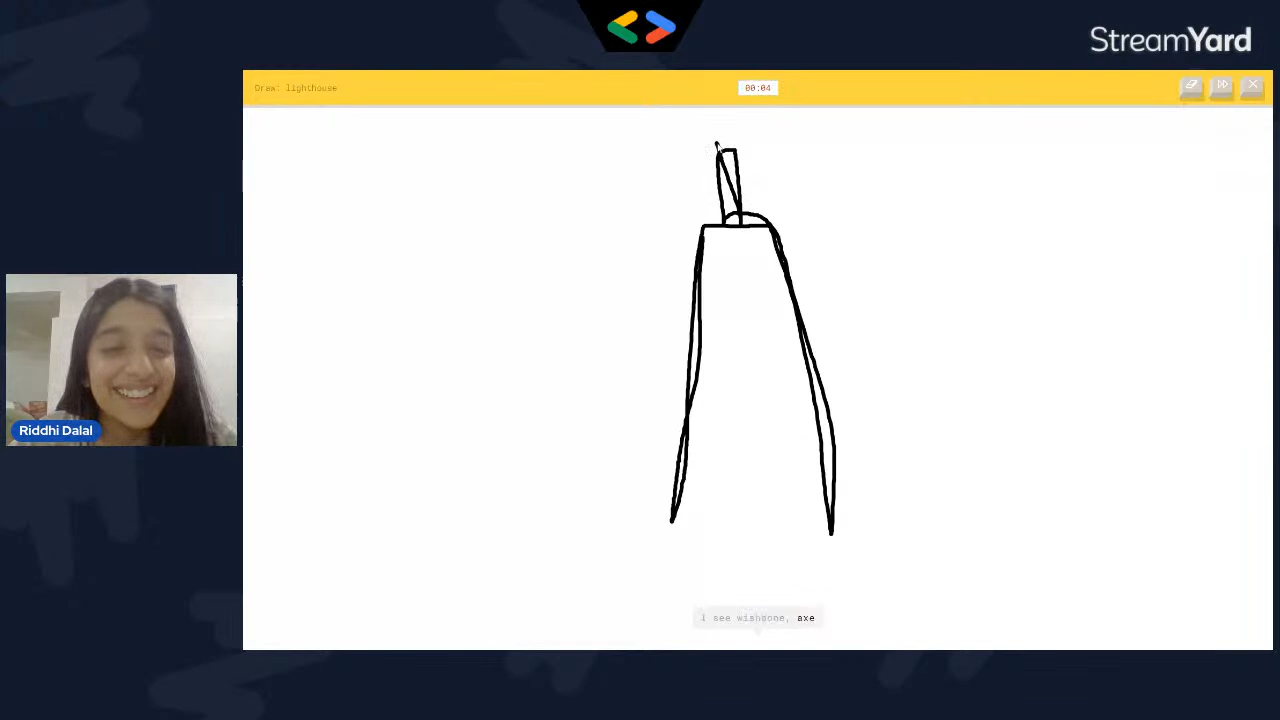 StreamYard
Draw: lighthouse
00:04
Riddhi Dalal
I see wishbone, axe